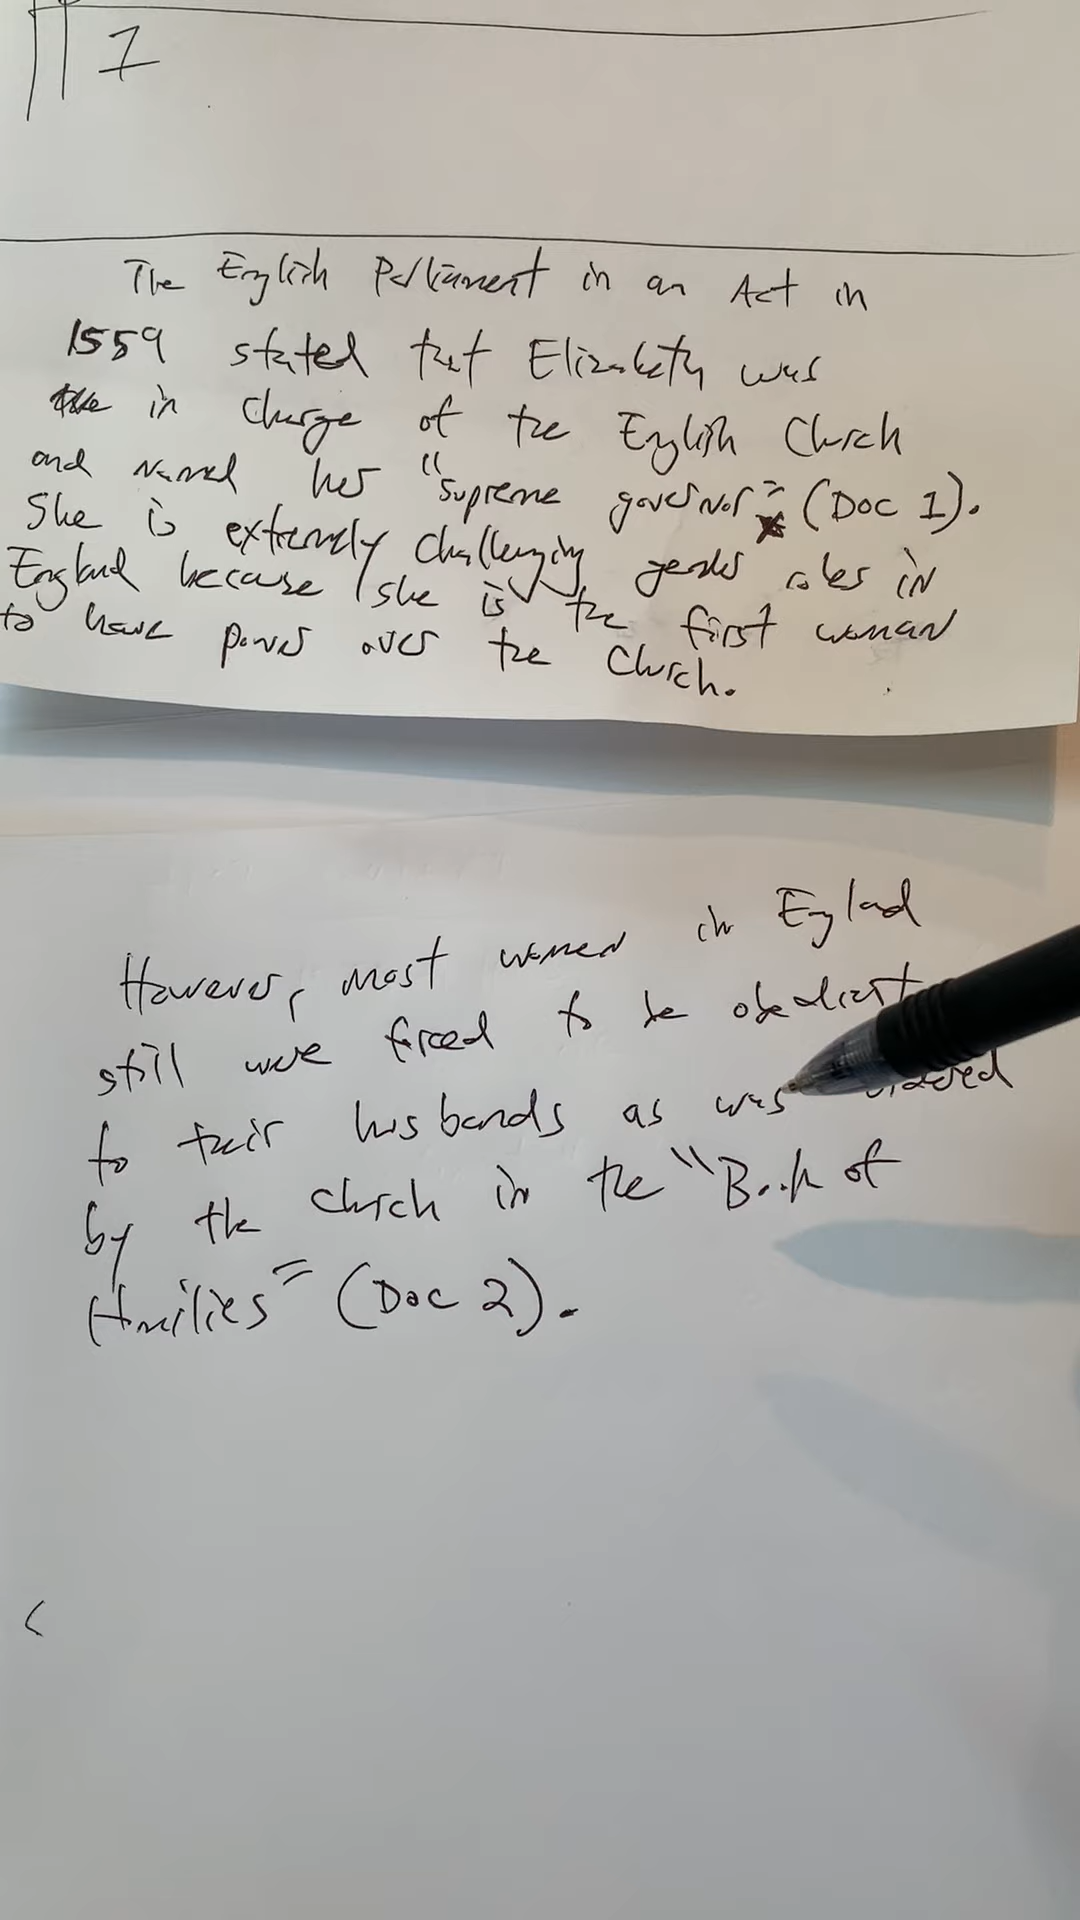 1
The English Parliament in an Act in
1559 stated that Elizabeth was
in charge of the English Church
and named her "supreme governor" (Doc 1).
She is extremely challenging gender roles in
England because she is the first woman
to have power over the Church.
However, most women in England
still were forced to be obedient
to their husbands as was
by the church in the "Book of
Homilies" (Doc 2).